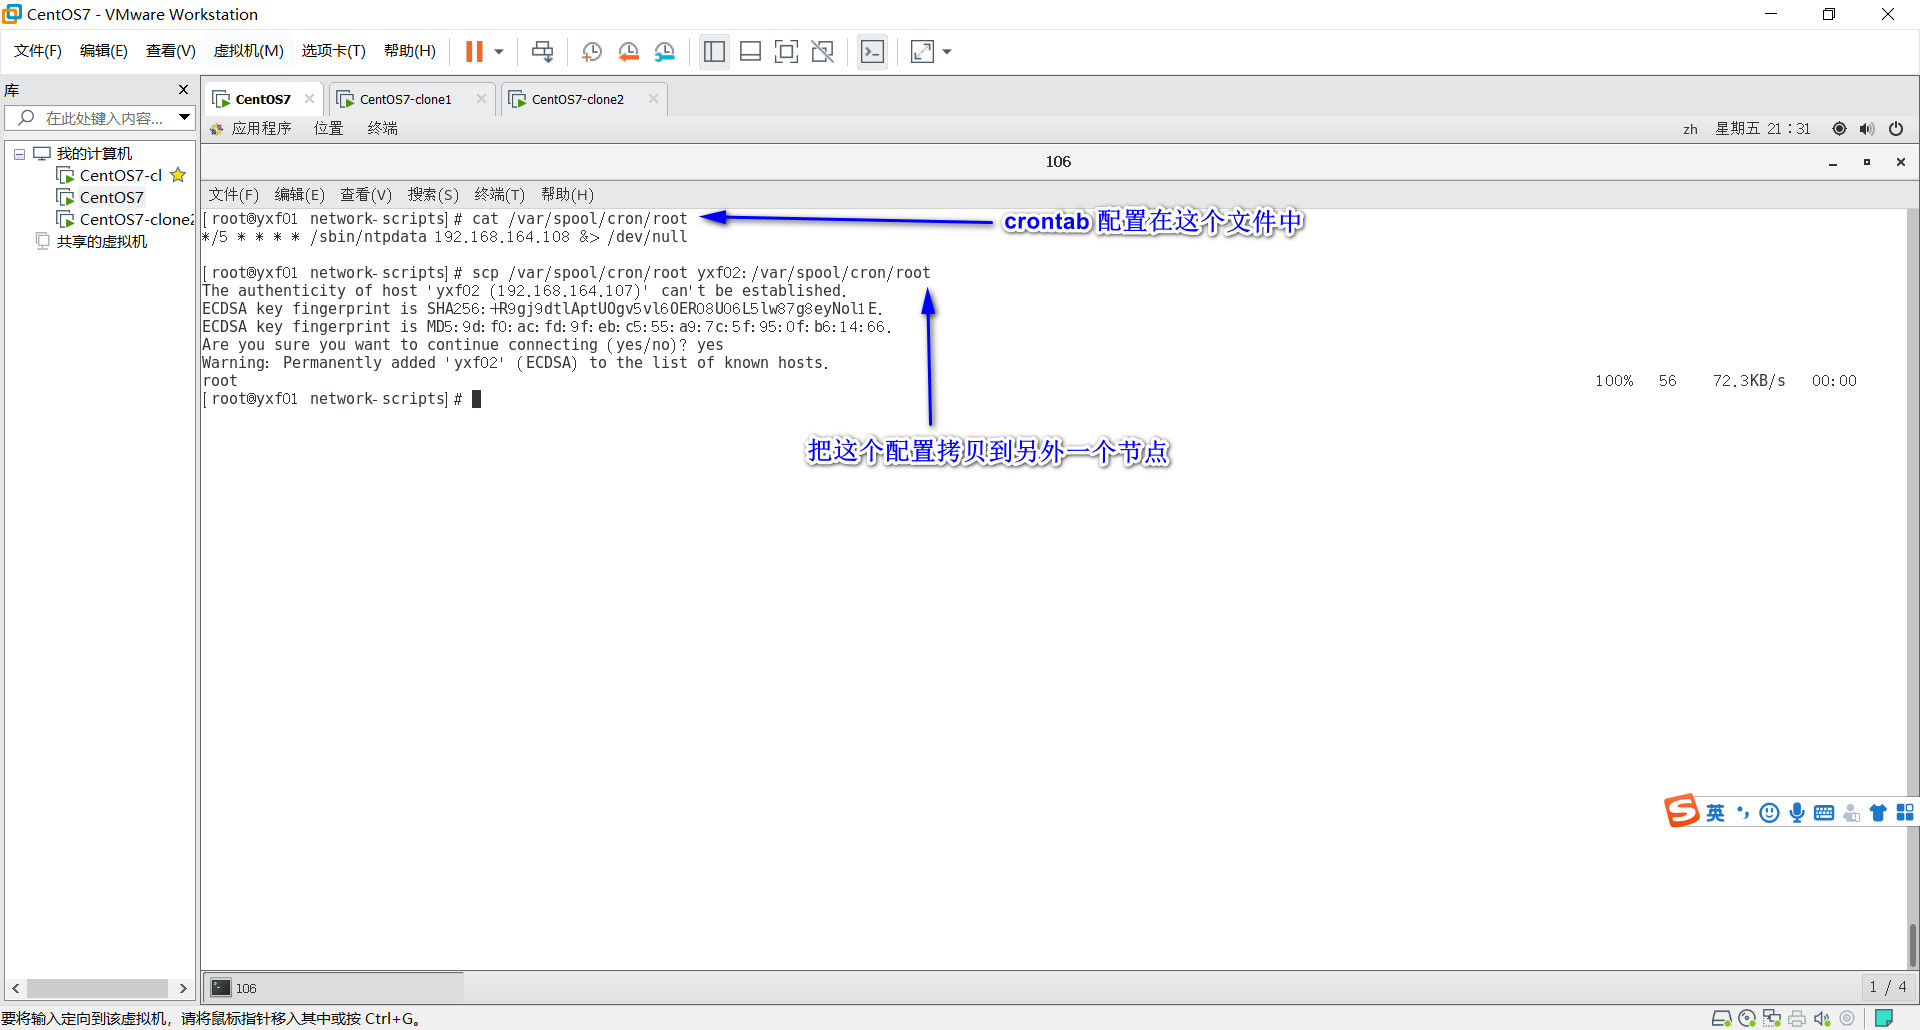 CentOS7 - VMware Workstation
文件(F) 编辑(E) 查看(V) 虚拟机(M) 选项卡(T) 帮助(H)
库
在此处键入内容...
我的计算机
CentOS7-cl
CentOS7
CentOS7-clone2
共享的虚拟机
CentOS7 CentOS7-clone1 CentOS7-clone2
应用程序 位置 终端 zh 星期五 21：31
106
文件(F) 编辑(E) 查看(V) 搜索(S) 终端(T) 帮助(H)
[root@yxf01 network-scripts]# cat /var/spool/cron/root
crontab 配置在这个文件中
*/5 * * * * /sbin/ntpdata 192.168.164.108 &> /dev/null
[root@yxf01 network-scripts]# scp /var/spool/cron/root yxf02:/var/spool/cron/root
The authenticity of host 'yxf02 (192.168.164.107)' can't be established.
ECDSA key fingerprint is SHA256:+R9gj9dtlAptUOgv5vl6OER08U06L5lw87g8eyNol1E.
ECDSA key fingerprint is MD5:9d:f0:ac:fd:9f:eb:c5:55:a9:7c:5f:95:0f:b6:14:66.
Are you sure you want to continue connecting (yes/no)? yes
Warning: Permanently added 'yxf02' (ECDSA) to the list of known hosts.
root 100% 56 72.3KB/s 00:00
[root@yxf01 network-scripts]#
把这个配置拷贝到另外一个节点
英
106
1 / 4
要将输入定向到该虚拟机，请将鼠标指针移入其中或按 Ctrl+G。